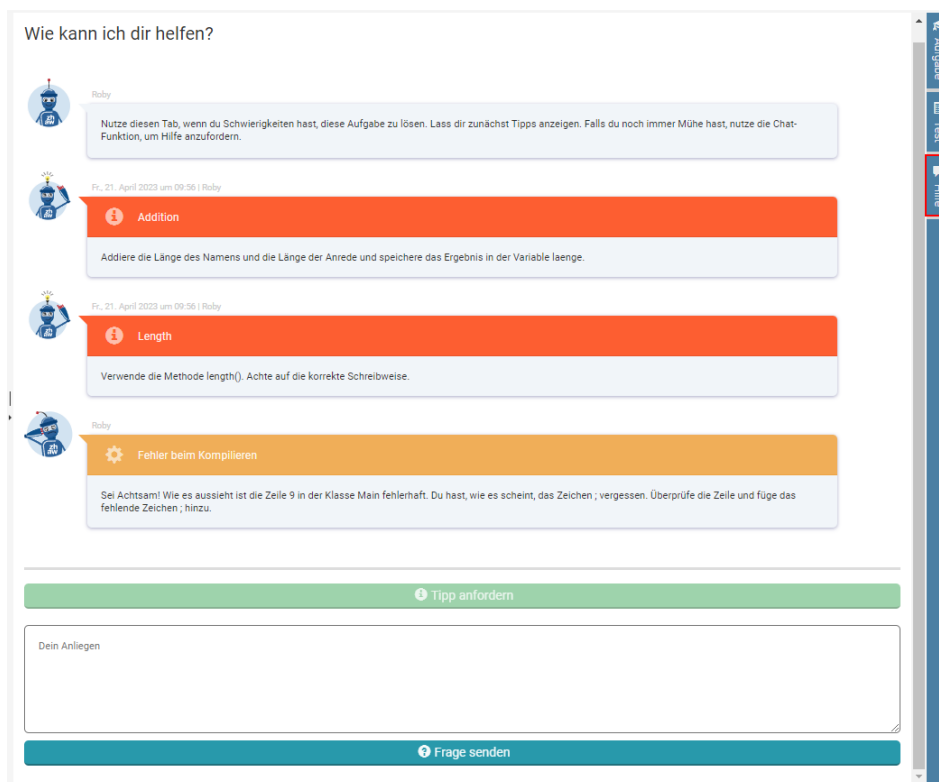 Wie kann ich dir helfen?
Roby
Nutze diesen Tab, wenn du Schwierigkeiten hast, diese Aufgabe zu lösen. Lass dir zunächst Tipps anzeigen. Falls du noch immer Mühe hast, nutze die Chat-
Funktion, um Hilfe anzufordern.
Fr., 21. April 2023 um 09:56 | Roby
Addition
Addiere die Länge des Namens und die Länge der Anrede und speichere das Ergebnis in der Variable laenge.
Fr., 21. April 2023 um 09:56 | Roby
Length
Verwende die Methode length(). Achte auf die korrekte Schreibweise.
Roby
Fehler beim Kompilieren
Sei Achtsam! Wie es aussieht ist die Zeile 9 in der Klasse Main fehlerhaft. Du hast, wie es scheint, das Zeichen ; vergessen. Überprüfe die Zeile und füge das
fehlende Zeichen ; hinzu.
Tipp anfordern
Dein Anliegen
Frage senden
Aufgabe
Test
Hilfe